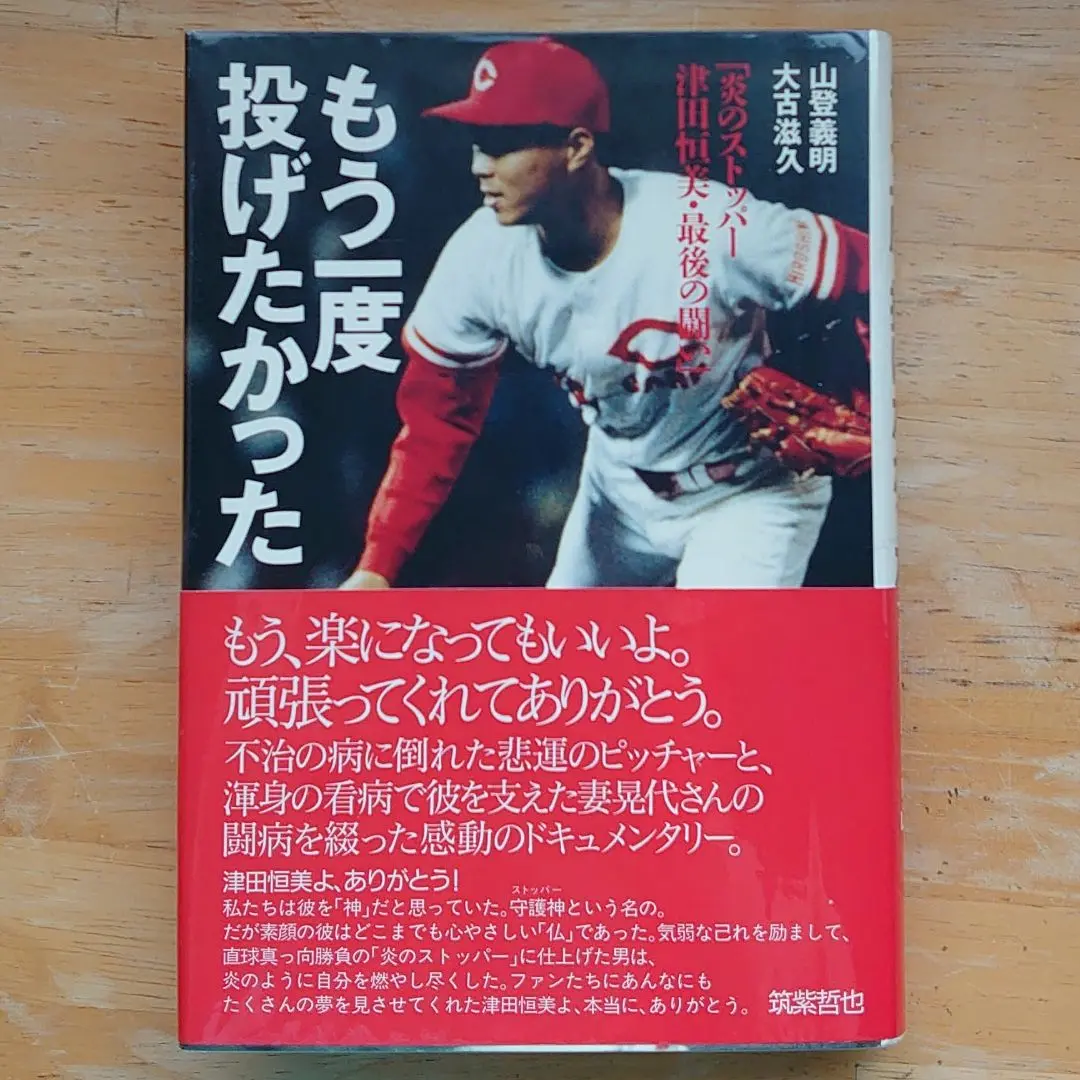 山登義明
大古滋久
「炎のストッパー
津田恒美・最後の闘い」
もう一度
投げたかった
C
もう、楽になってもいいよ。
頑張ってくれてありがとう。
不治の病に倒れた悲運のピッチャーと、
渾身の看病で彼を支えた妻晃代さんの
闘病を綴った感動のドキュメンタリー。
津田恒美よ、ありがとう!
ストッパー
私たちは彼を「神」だと思っていた。守護神という名の。
だが素顔の彼はどこまでも心やさしい「仏」であった。気弱な己れを励まして、
直球真っ向勝負の「炎のストッパー」に仕上げた男は、
炎のように自分を燃やし尽くした。ファンたちにあんなにも
たくさんの夢を見させてくれた津田恒美よ、本当に、ありがとう。
筑紫哲也